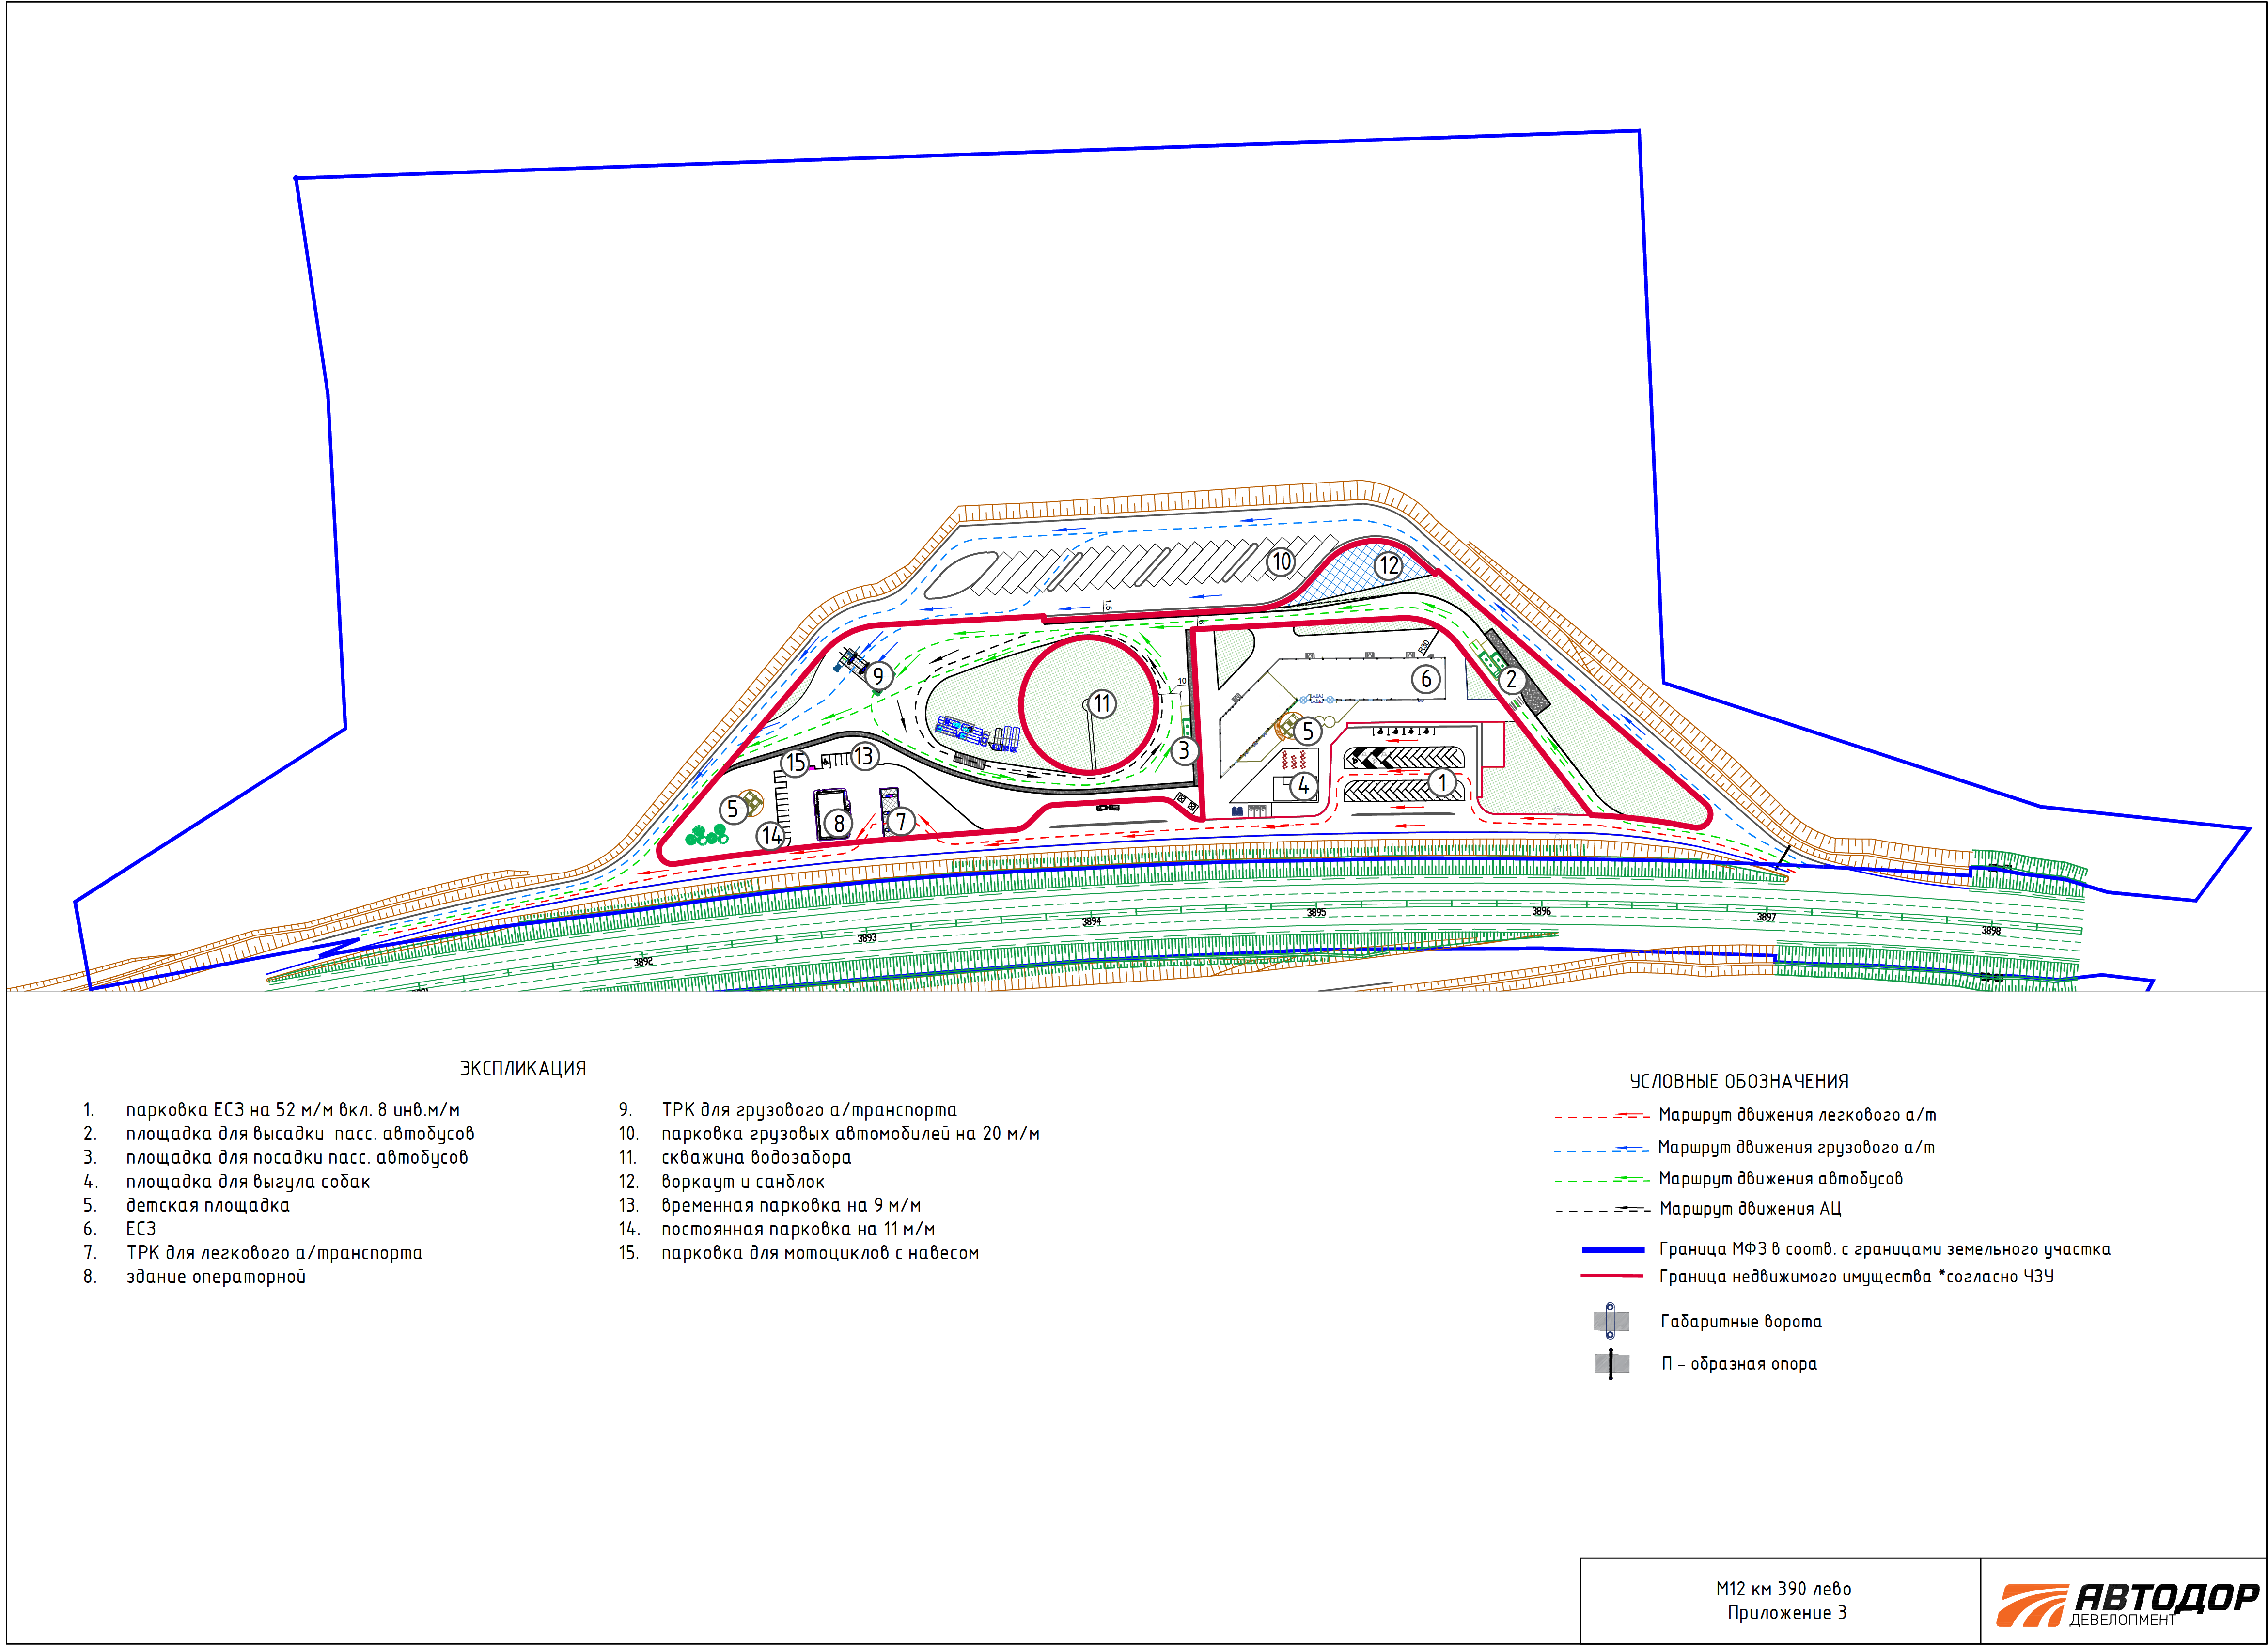 10
12
1.5
6
R30
9
11
10
6
2
3
5
15
13
4
1
5
14
8
7
3892
3893
3894
3895
3896
3897
3898
ЭКСПЛИКАЦИЯ
1. парковка ЕСЗ на 52 м/м вкл. 8 инв.м/м
2. площадка для высадки пасс. автобусов
3. площадка для посадки пасс. автобусов
4. площадка для выгула собак
5. детская площадка
6. ЕСЗ
7. ТРК для легкового а/транспорта
8. здание операторной
9. ТРК для грузового а/транспорта
10. парковка грузовых автомобилей на 20 м/м
11. скважина водозабора
12. воркаут и санблок
13. временная парковка на 9 м/м
14. постоянная парковка на 11 м/м
15. парковка для мотоциклов с навесом
УСЛОВНЫЕ ОБОЗНАЧЕНИЯ
Маршрут движения легкового а/т
Маршрут движения грузового а/т
Маршрут движения автобусов
Маршрут движения АЦ
Граница МФЗ в соотв. с границами земельного участка
Граница недвижимого имущества *согласно ЧЗУ
Габаритные ворота
П - образная опора
М12 км 390 лево
Приложение 3
АВТОДОР
ДЕВЕЛОПМЕНТ